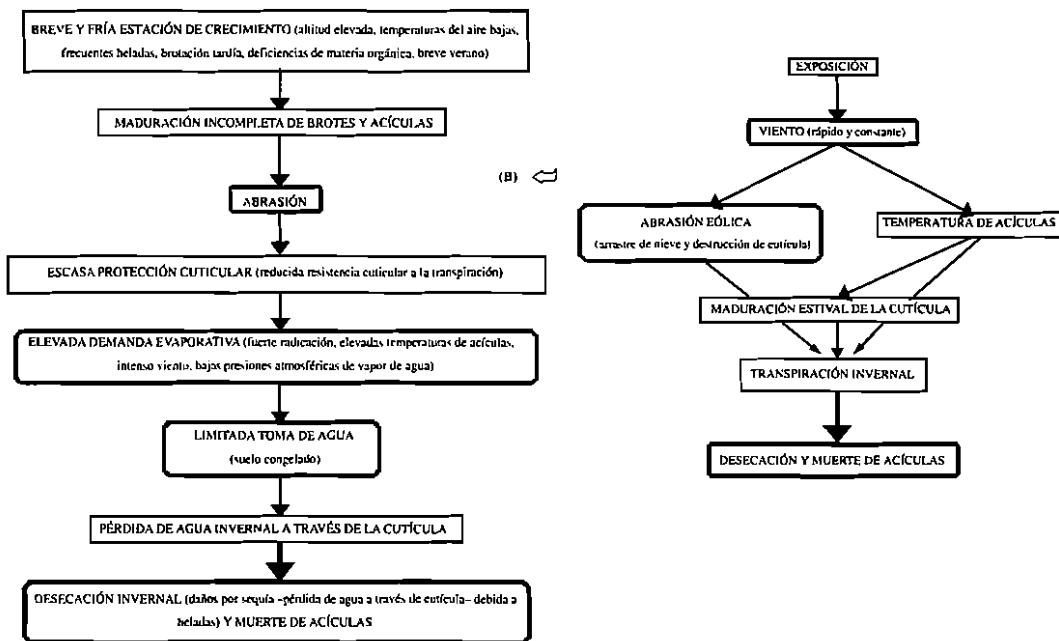 BREVE Y FRÍA ESTACIÓN DE CRECIMIENTO (altitud elevada, temperaturas del aire bajas,
frecuentes heladas, brotación tardía, deficiencias de materia orgánica, breve verano)
MADURACIÓN INCOMPLETA DE BROTES Y ACÍCULAS
ABRASIÓN
ESCASA PROTECCIÓN CUTICULAR (reducida resistencia cuticular a la transpiración)
ELEVADA DEMANDA EVAPORATIVA (fuerte radicación, elevadas temperaturas de acículas,
intenso viento, bajas presiones atmosféricas de vapor de agua)
LIMITADA TOMA DE AGUA
(suelo congelado)
PÉRDIDA DE AGUA INVERNAL A TRAVÉS DE LA CUTÍCULA
DESECACIÓN INVERNAL (daños por sequía –pérdida de agua a través de cutícula– debida a
heladas) Y MUERTE DE ACÍCULAS
(B)
EXPOSICIÓN
VIENTO (rápido y constante)
ABRASIÓN EÓLICA
(arrastre de nieve y destrucción de cutícula)
TEMPERATURA DE ACÍCULAS
MADURACIÓN ESTIVAL DE LA CUTÍCULA
TRANSPIRACIÓN INVERNAL
DESECACIÓN Y MUERTE DE ACÍCULAS